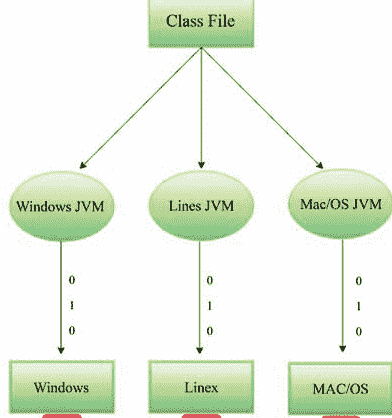 Class File
Windows JVM
Lines JVM
Mac/OS JVM
0 0 0
1 1 1
0 0 0
Windows
Linex
MAC/OS